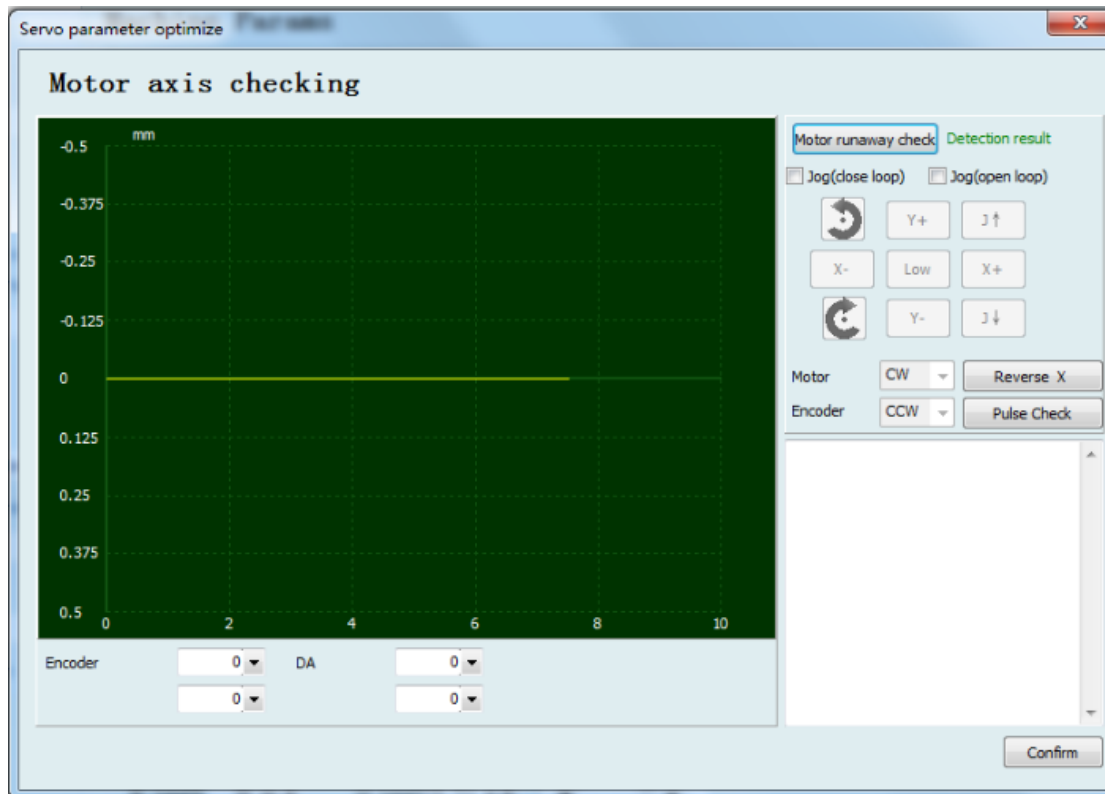 Servo parameter optimize
Motor axis checking
mm
-0.5
-0.375
-0.25
-0.125
0
0.125
0.25
0.375
0.5
0 2 4 6 8 10
Encoder 0 DA 0
0 0
Motor runaway check Detection result
Jog(close loop) Jog(open loop)
Y+ J↑
X- Low X+
Y- J↓
Motor CW Reverse X
Encoder CCW Pulse Check
Confirm